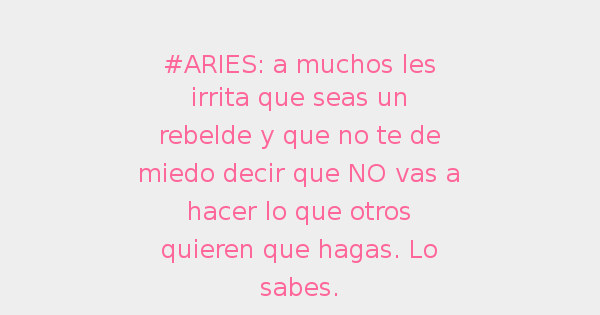 #ARIES: a muchos les
irrita que seas un
rebelde y que no te de
miedo decir que NO vas a
hacer lo que otros
quieren que hagas. Lo
sabes.